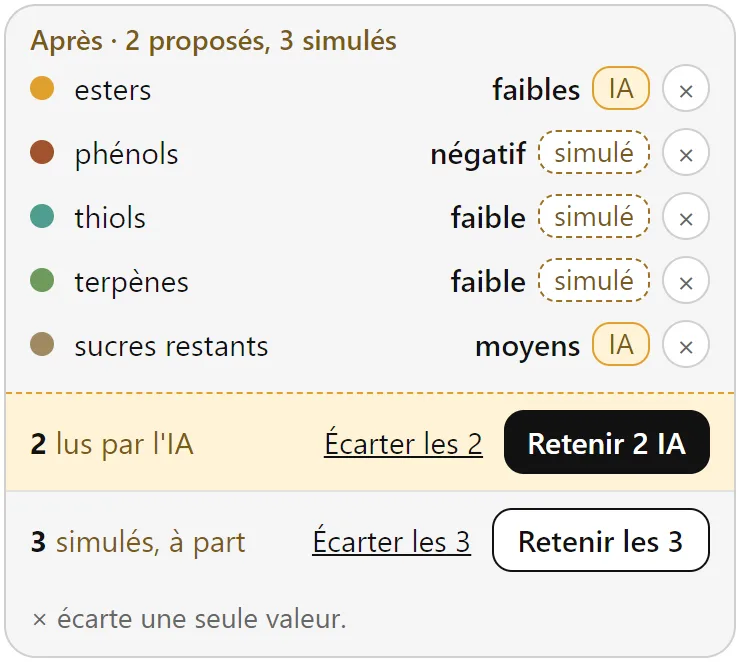 Après · 2 proposés, 3 simulés
esters faibles IA ×
phénols négatif simulé ×
thiols faible simulé ×
terpènes faible simulé ×
sucres restants moyens IA ×
2 lus par l'IA Écarter les 2 Retenir 2 IA
3 simulés, à part Écarter les 3 Retenir les 3
× écarte une seule valeur.